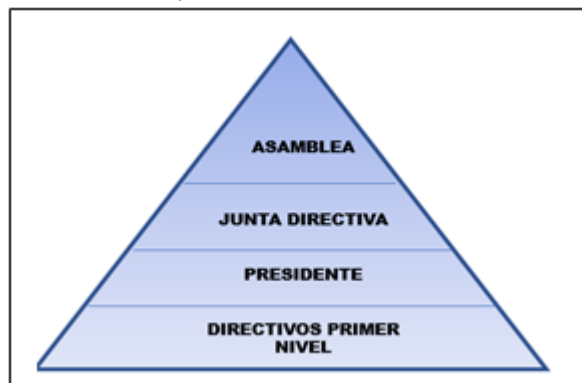 ASAMBLEA
JUNTA DIRECTIVA
PRESIDENTE
DIRECTIVOS PRIMER
NIVEL